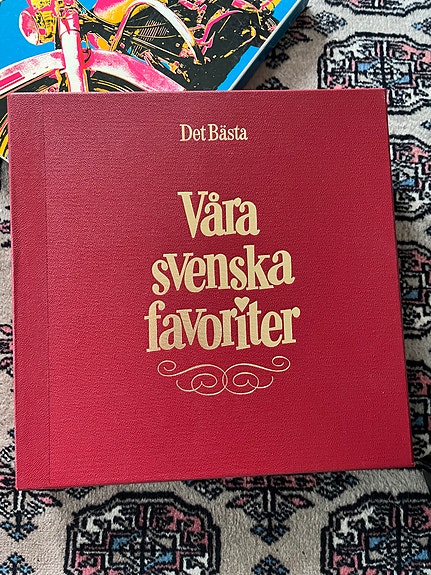 Det Bästa
Våra
svenska
favoriter